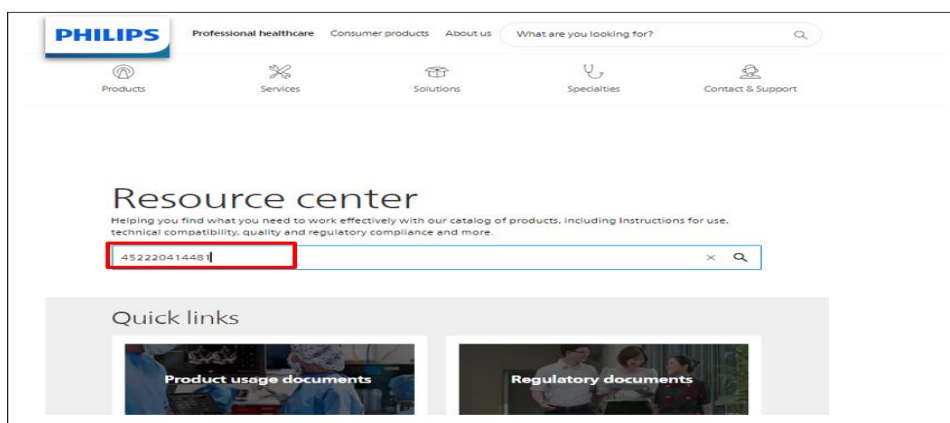 PHILIPS
Professional healthcare Consumer products About us What are you looking for?
Products Services Solutions Specialties Contact & Support
Resource center
Helping you find what you need to work effectively with our catalog of products, including Instructions for use,
technical compatibility, quality and regulatory compliance and more.
452220414481
Quick links
Product usage documents Regulatory documents